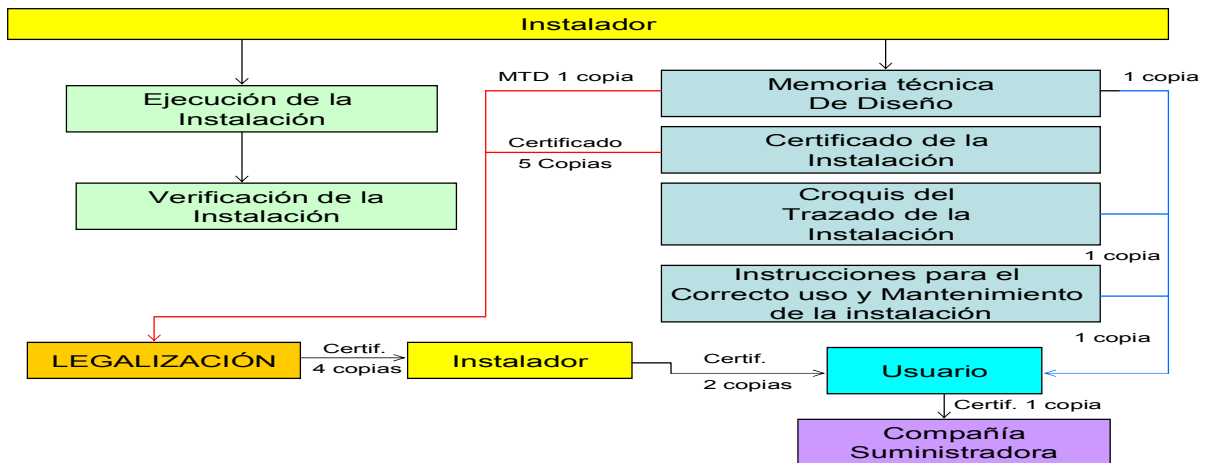 Instalador
MTD 1 copia
1 copia
Memoria técnica
De Diseño
Ejecución de la
Instalación
Certificado
5 Copias
Certificado de la
Instalación
Verificación de la
Instalación
Croquis del
Trazado de la
Instalación
1 copia
Instrucciones para el
Correcto uso y Mantenimiento
de la instalación
1 copia
LEGALIZACIÓN
Certif.
4 copias
Instalador
Certif.
2 copias
Usuario
Certif. 1 copia
Compañía
Suministradora